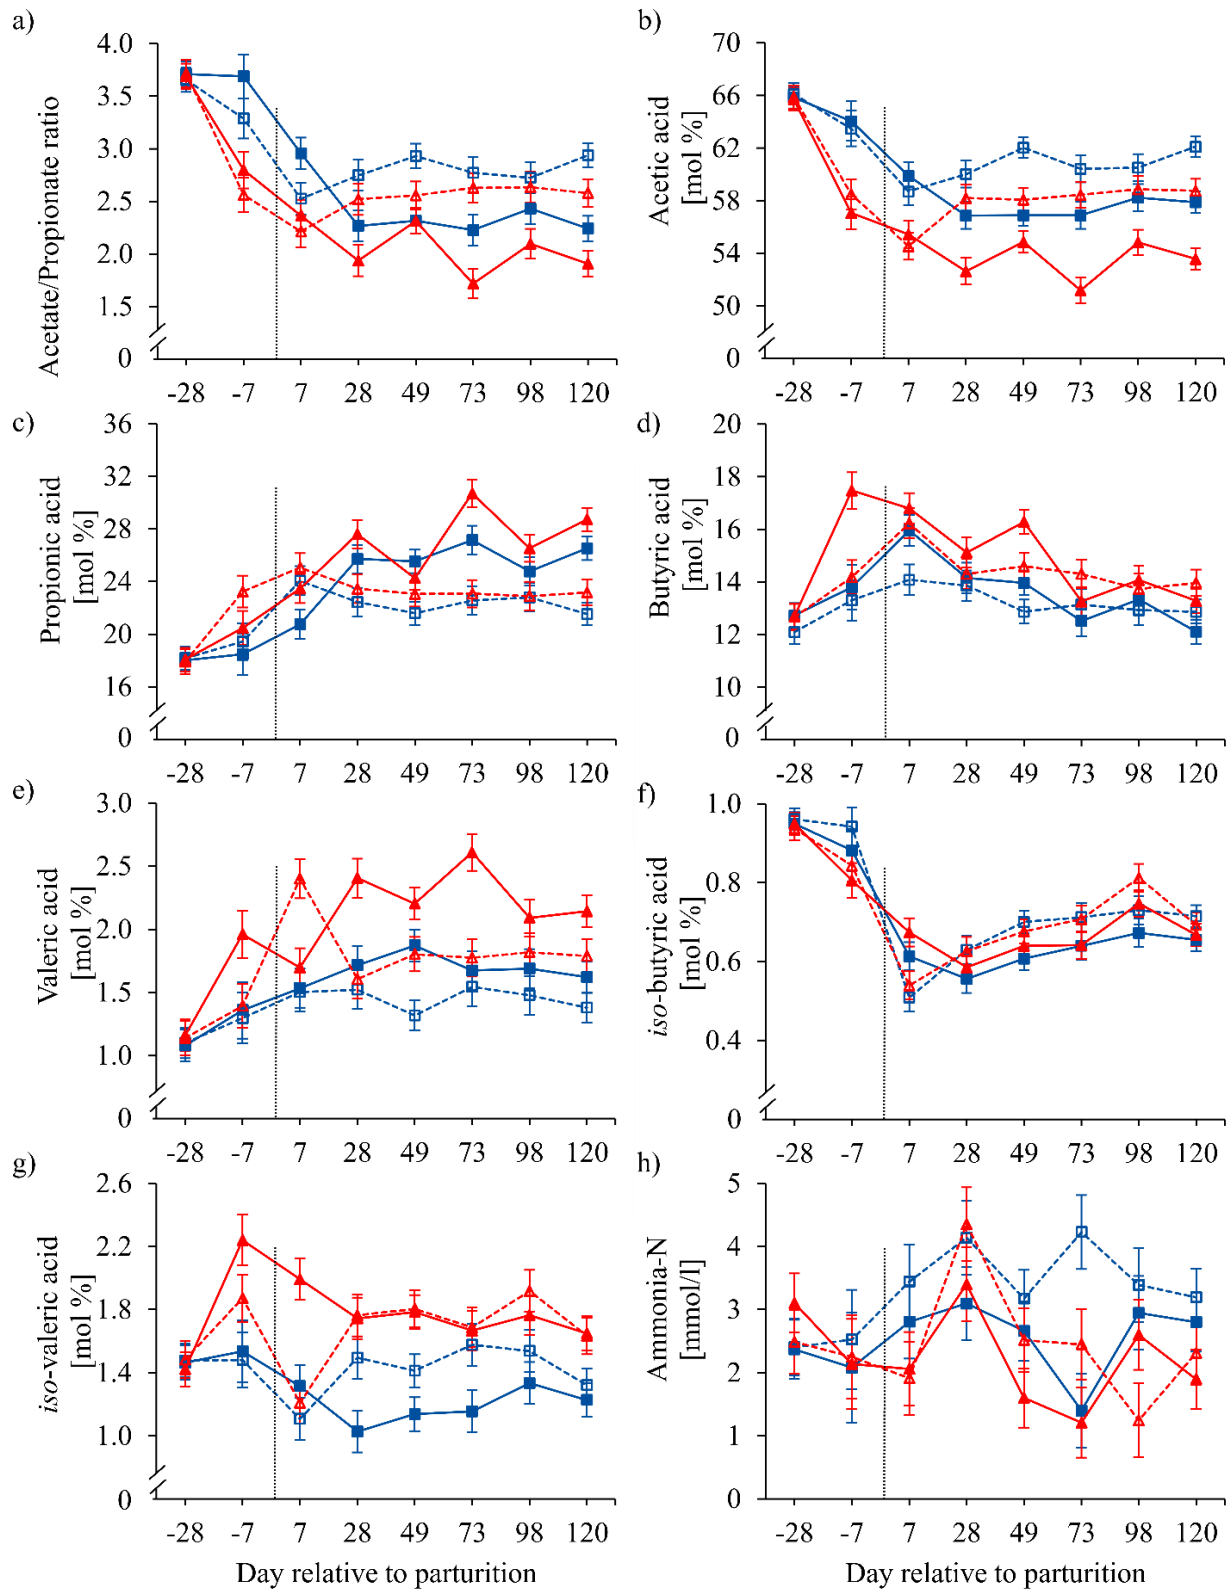 a)
Acetate/Propionate ratio
4.0
3.5
3.0
2.5
2.0
1.5
0
-28 -7 7 28 49 73 98 120
b)
Acetic acid
[mol %]
70
66
62
58
54
50
0
-28 -7 7 28 49 73 98 120
c)
Propionic acid
[mol %]
36
32
28
24
20
16
0
-28 -7 7 28 49 73 98 120
d)
Butyric acid
[mol %]
20
18
16
14
12
10
0
-28 -7 7 28 49 73 98 120
e)
Valeric acid
[mol %]
3.0
2.5
2.0
1.5
1.0
0
-28 -7 7 28 49 73 98 120
f)
iso-butyric acid
[mol %]
1.0
0.8
0.6
0.4
0
-28 -7 7 28 49 73 98 120
g)
iso-valeric acid
[mol %]
2.6
2.2
1.8
1.4
1.0
0
-28 -7 7 28 49 73 98 120
Day relative to parturition
h)
Ammonia-N
[mmol/l]
5
4
3
2
1
0
-28 -7 7 28 49 73 98 120
Day relative to parturition